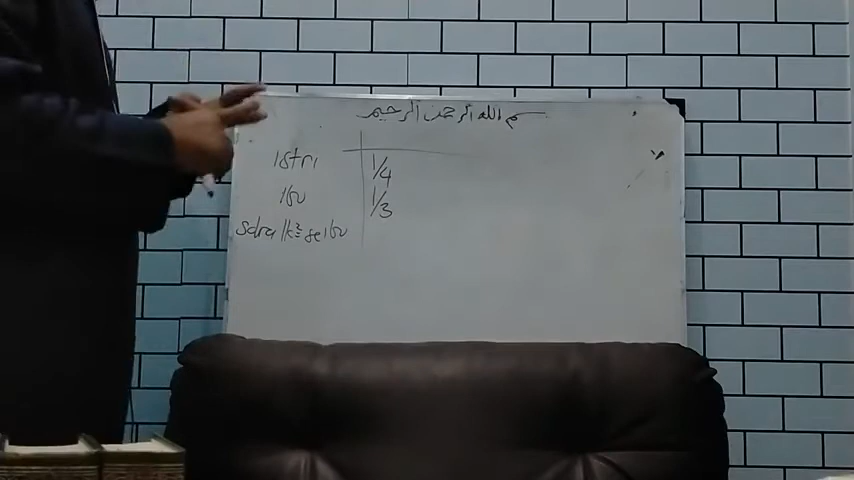 بسم الله الرحمن الرحيم
istri 1/4
ibu 1/3
sdra lk² seibu